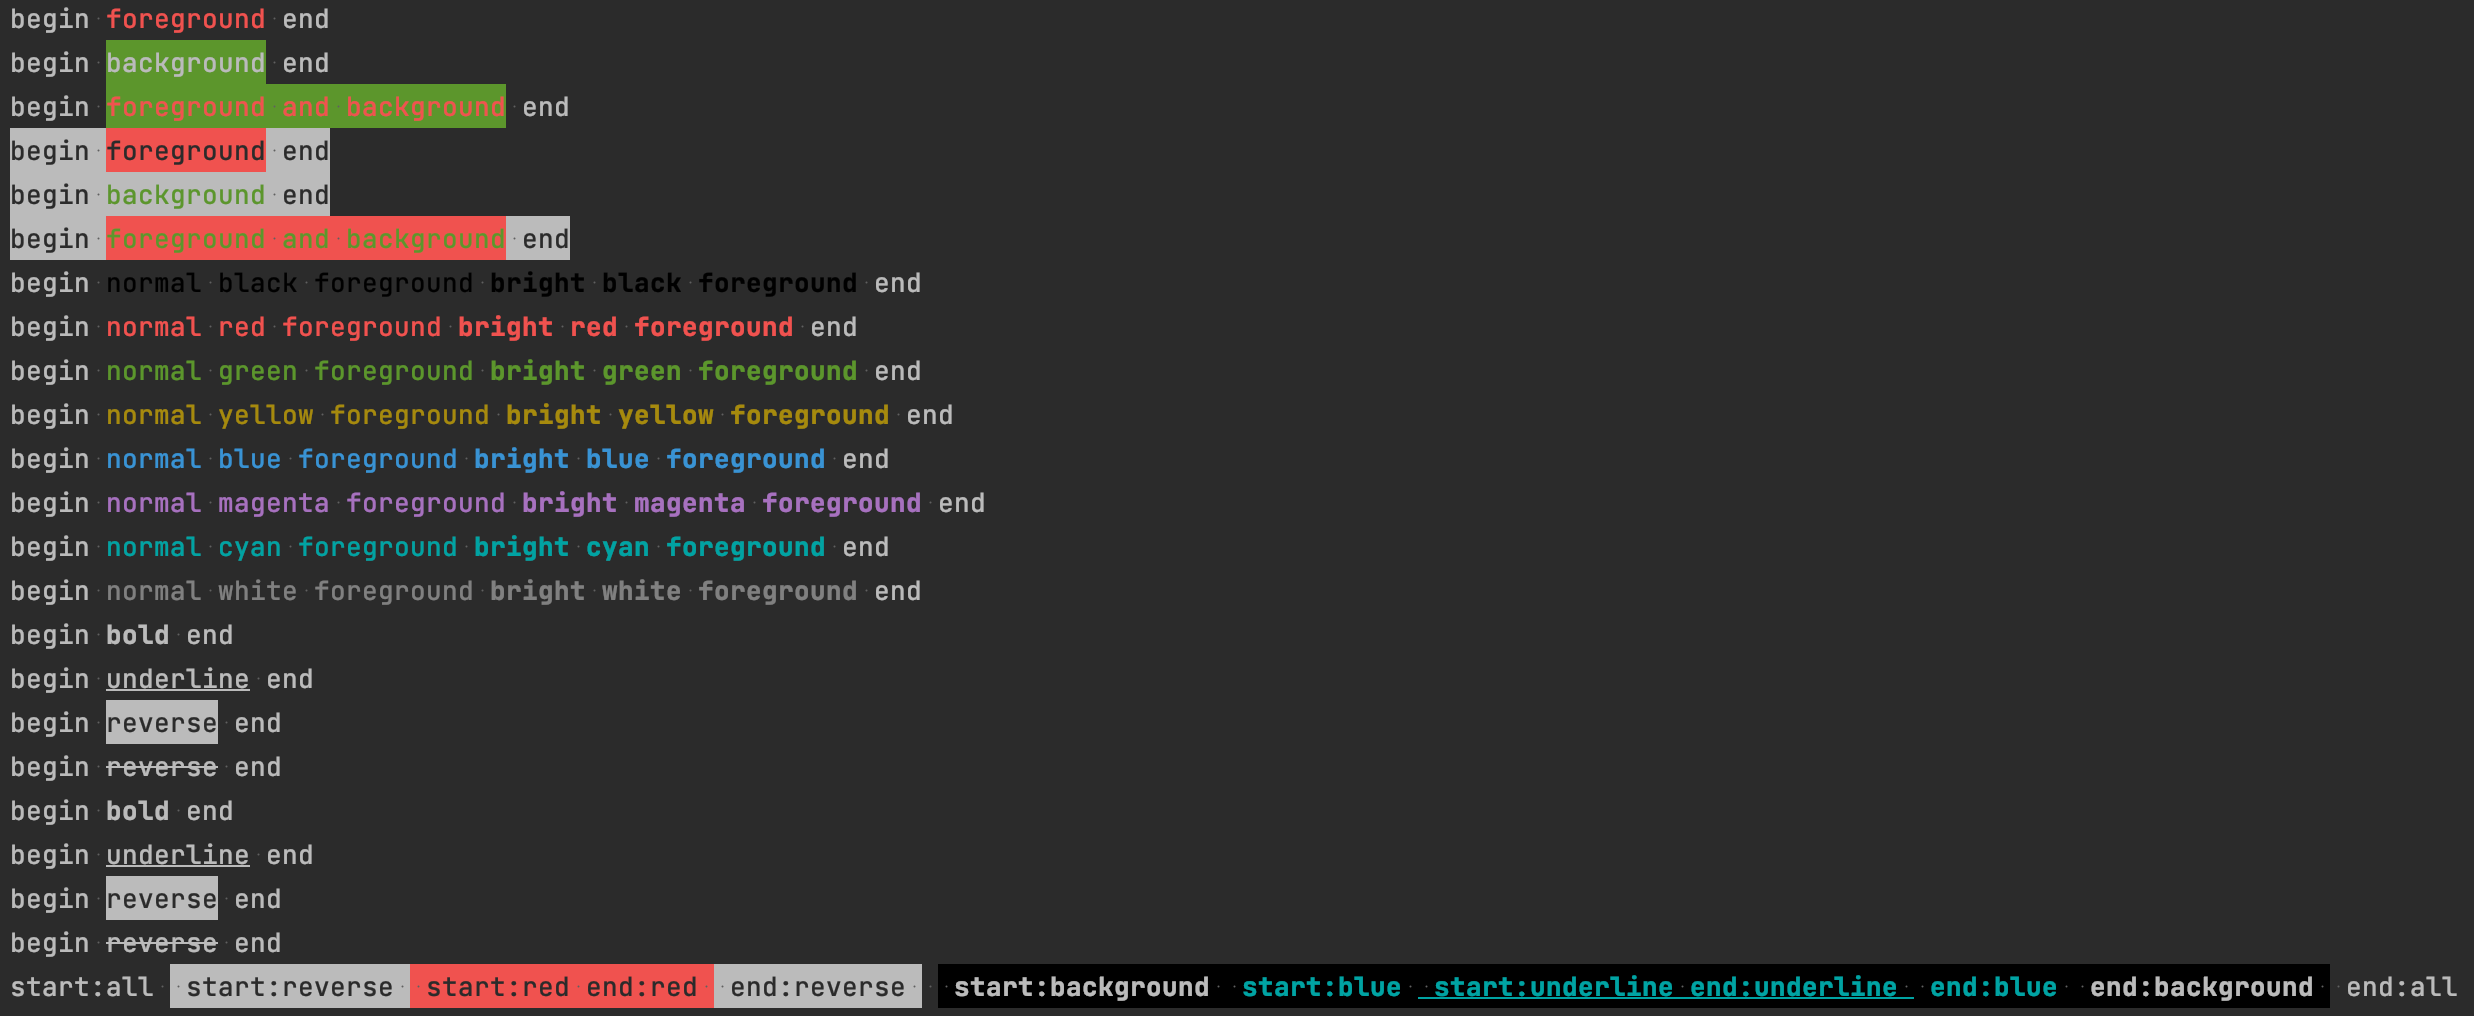 begin foreground end
begin background end
begin foreground and background end
begin foreground end
begin background end
begin foreground and background end
begin normal black foreground bright black foreground end
begin normal red foreground bright red foreground end
begin normal green foreground bright green foreground end
begin normal yellow foreground bright yellow foreground end
begin normal blue foreground bright blue foreground end
begin normal magenta foreground bright magenta foreground end
begin normal cyan foreground bright cyan foreground end
begin normal white foreground bright white foreground end
begin bold end
begin underline end
begin reverse end
begin reverse end
begin bold end
begin underline end
begin reverse end
begin reverse end
start:all start:reverse start:red end:red end:reverse start:background start:blue start:underline end:underline end:blue end:background end:all